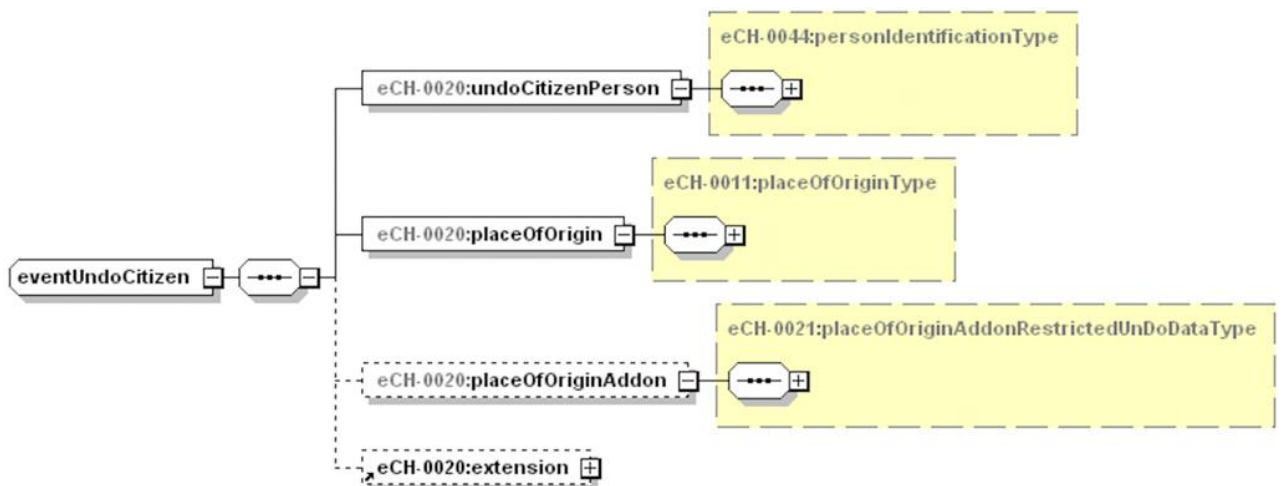 eCH-0044:personIdentificationType
eCH-0020:undoCitizenPerson
eCH-0011:placeOfOriginType
eCH-0020:placeOfOrigin
eventUndoCitizen
eCH-0021:placeOfOriginAddonRestrictedUnDoDataType
eCH-0020:placeOfOriginAddon
eCH-0020:extension